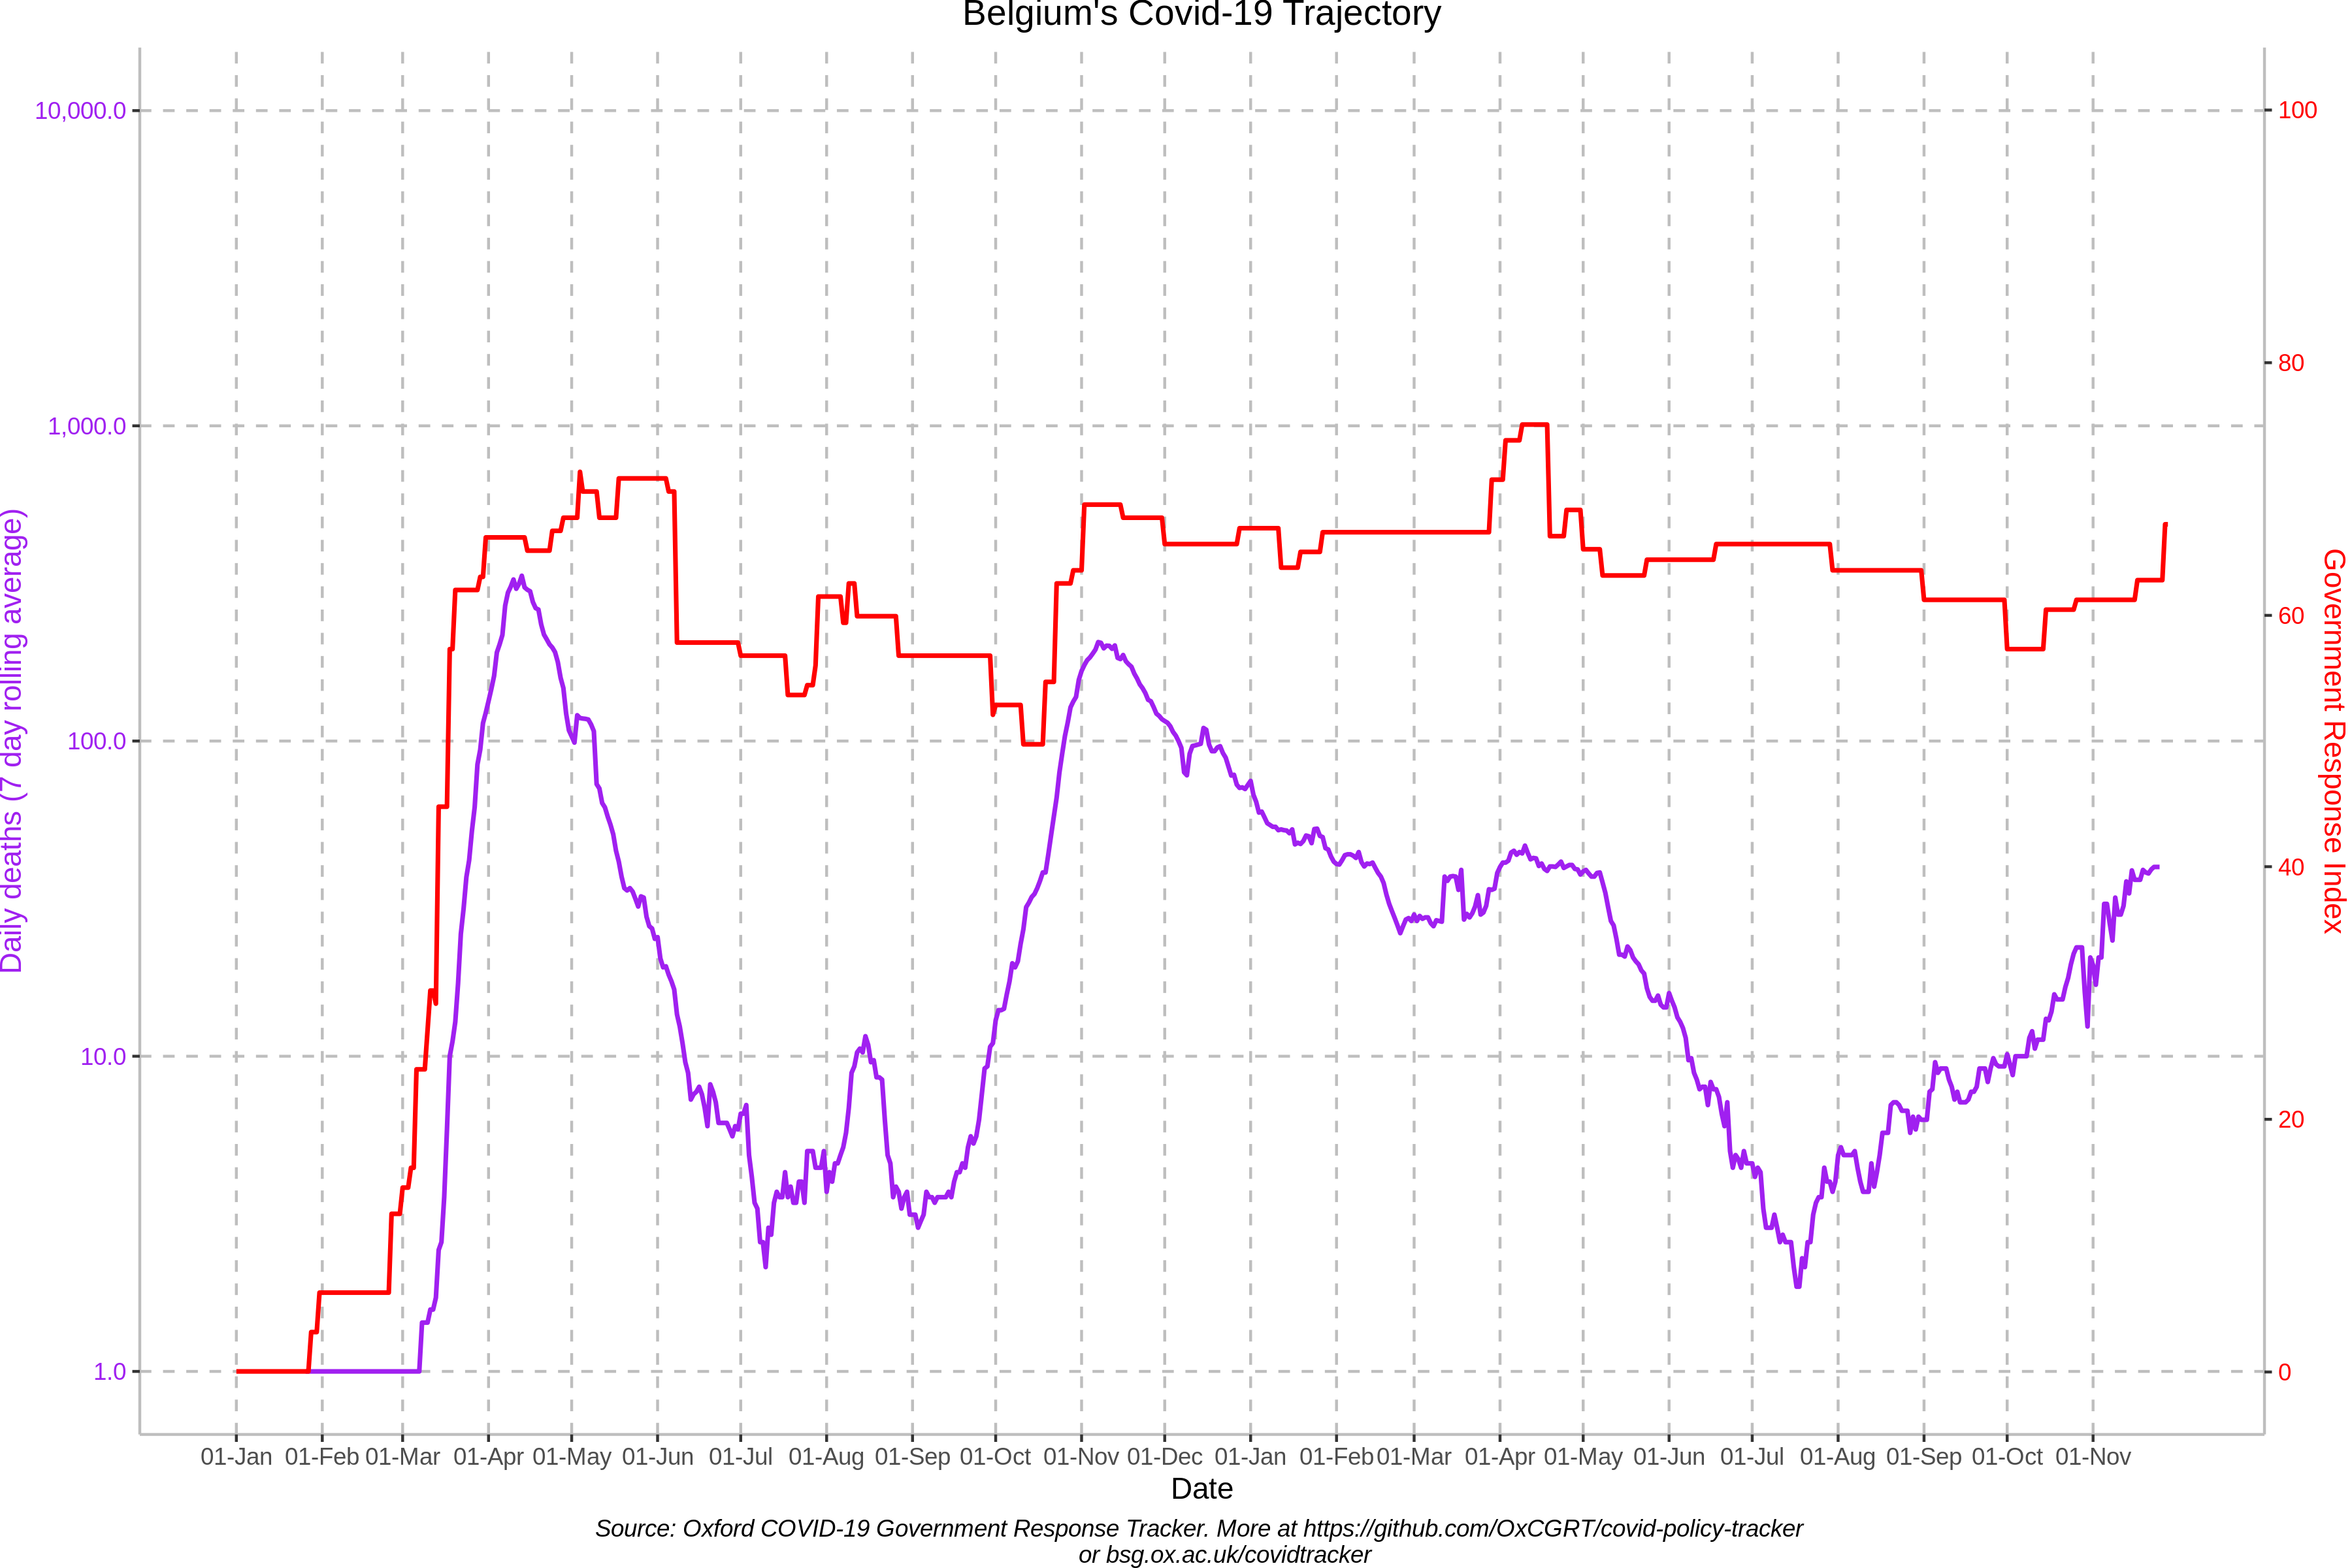 Belgium's Covid-19 Trajectory
Daily deaths (7 day rolling average)
10,000.0
1,000.0
100.0
10.0
1.0
100
80
60
40
20
0
Government Response Index
01-Jan 01-Feb 01-Mar 01-Apr 01-May 01-Jun 01-Jul 01-Aug 01-Sep 01-Oct 01-Nov 01-Dec 01-Jan 01-Feb 01-Mar 01-Apr 01-May 01-Jun 01-Jul 01-Aug 01-Sep 01-Oct 01-Nov
Date
Source: Oxford COVID-19 Government Response Tracker. More at https://github.com/OxCGRT/covid-policy-tracker
or bsg.ox.ac.uk/covidtracker